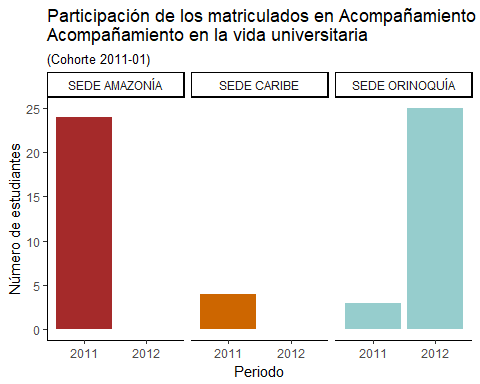 Participación de los matriculados en Acompañamiento
Acompañamiento en la vida universitaria
(Cohorte 2011-01)
SEDE AMAZONÍA SEDE CARIBE SEDE ORINOQUÍA
25
20
15
10
5
0
Número de estudiantes
2011 2012 2011 2012 2011 2012
Periodo